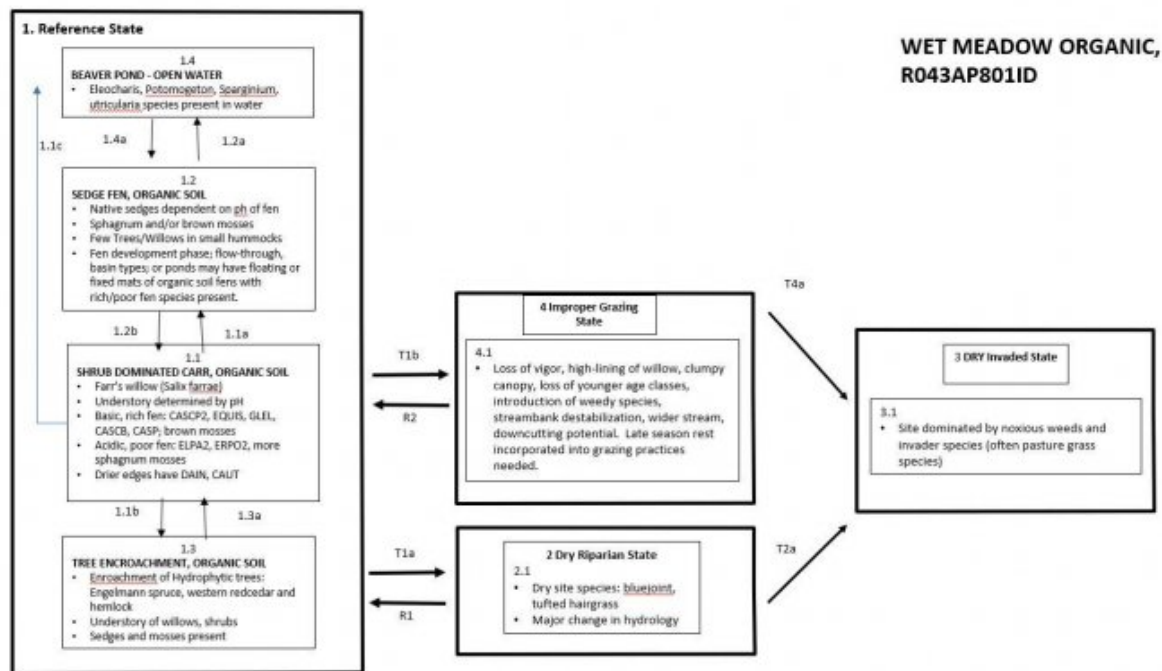 1. Reference State
WET MEADOW ORGANIC,
R043AP801ID
1.4
BEAVER POND - OPEN WATER
• Eleocharis, Potomogeton, Sparginium,
utricularia species present in water
1.1c
1.4a
1.2a
1.2
SEDGE FEN, ORGANIC SOIL
• Native sedges dependent on ph of fen
• Sphagnum and/or brown mosses
• Few Trees/Willows in small hummocks
• Fen development phase; flow-through,
basin types; or ponds may have floating or
fixed mats of organic soil fens with
rich/poor fen species present.
1.2b
1.1a
1.1
SHRUB DOMINATED CARR, ORGANIC SOIL
• Farr's willow (Salix farrae)
• Understory determined by pH
• Basic, rich fen: CASCP2, EQUIS, GLEL,
CASCB, CASP; brown mosses
• Acidic, poor fen: ELPA2, ERPO2, more
sphagnum mosses
• Drier edges have DAIN, CAUT
1.1b
1.3a
1.3
TREE ENCROACHMENT, ORGANIC SOIL
• Enroachment of Hydrophytic trees:
Engelmann spruce, western redcedar and
hemlock
• Understory of willows, shrubs
• Sedges and mosses present
T1b
R2
T1a
R1
4 Improper Grazing
State
4.1
• Loss of vigor, high-lining of willow, clumpy
canopy, loss of younger age classes,
introduction of weedy species,
streambank destabilization, wider stream,
downcutting potential. Late season rest
incorporated into grazing practices
needed.
2 Dry Riparian State
2.1
• Dry site species: bluejoint,
tufted hairgrass
• Major change in hydrology
T4a
T2a
3 DRY Invaded State
3.1
• Site dominated by noxious weeds and
invader species (often pasture grass
species)